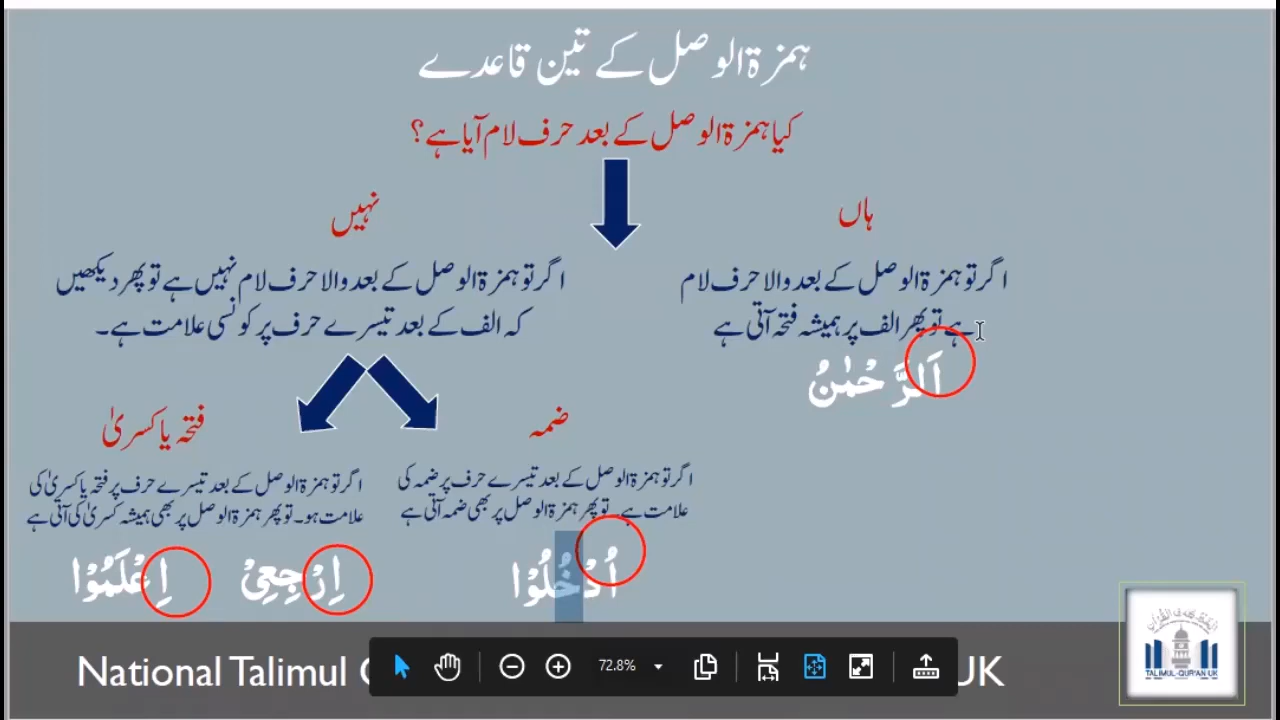 ہمزۃ الوصل کے تین قاعدے
کیا ہمزۃ الوصل کے بعد حرف لام آیا ہے؟
ہاں
اگر تو ہمزۃ الوصل کے بعد والا حرف لام
ہے تو پھر الف پر ہمیشہ فتحہ آتی ہے
اَلرَّحْمٰنُ
نہیں
اگر تو ہمزۃ الوصل کے بعد والا حرف لام نہیں ہے تو پھر دیکھیں
کہ الف کے بعد تیسرے حرف پر کونسی علامت ہے۔
ضمہ
اگر تو ہمزۃ الوصل کے بعد تیسرے حرف پر ضمہ کی
علامت ہے۔ تو پھر ہمزۃ الوصل پر بھی ضمہ آتی ہے
اُدْخُلُوْا
فتحہ یا کسریٰ
اگر تو ہمزۃ الوصل کے بعد تیسرے حرف پر فتحہ یا کسریٰ کی
علامت ہو۔ تو پھر ہمزۃ الوصل پر بھی ہمیشہ کسریٰ کی آتی ہے
اِرْجِعِیْ
اِعْلَمُوْا
National Talimul
UK
72.8%
TALIMUL-QUR'AN UK